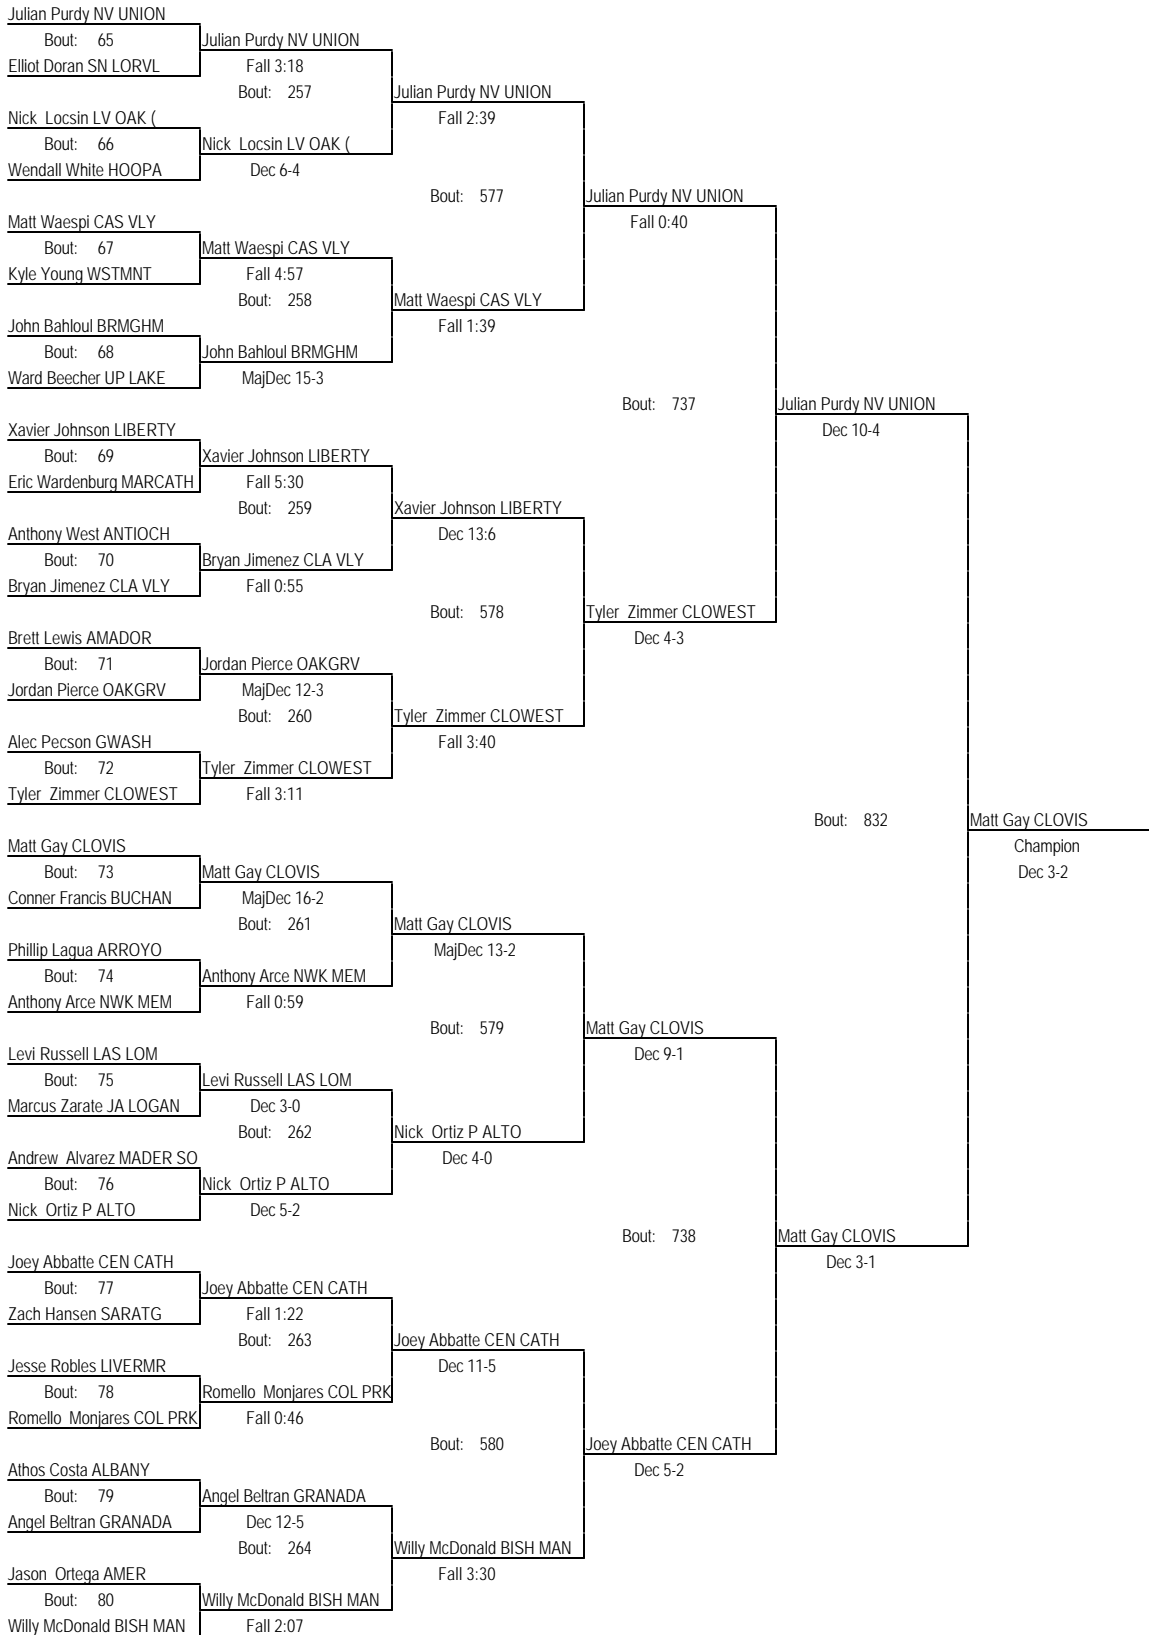 Julian Purdy NV UNION
Bout: 65 Julian Purdy NV UNION
Elliot Doran SN LORVL Fall 3:18
Bout: 257 Julian Purdy NV UNION
Nick Locsin LV OAK ( Fall 2:39
Bout: 66 Nick Locsin LV OAK (
Wendall White HOOPA Dec 6-4
Bout: 577 Julian Purdy NV UNION
Matt Waespi CAS VLY Fall 0:40
Bout: 67 Matt Waespi CAS VLY
Kyle Young WSTMNT Fall 4:57
Bout: 258 Matt Waespi CAS VLY
John Bahloul BRMGHM Fall 1:39
Bout: 68 John Bahloul BRMGHM
Ward Beecher UP LAKE MajDec 15-3
Bout: 737 Julian Purdy NV UNION
Xavier Johnson LIBERTY Dec 10-4
Bout: 69 Xavier Johnson LIBERTY
Eric Wardenburg MARCATH Fall 5:30
Bout: 259 Xavier Johnson LIBERTY
Anthony West ANTIOCH Dec 13:6
Bout: 70 Bryan Jimenez CLA VLY
Bryan Jimenez CLA VLY Fall 0:55
Bout: 578 Tyler Zimmer CLOWEST
Brett Lewis AMADOR Dec 4-3
Bout: 71 Jordan Pierce OAKGRV
Jordan Pierce OAKGRV MajDec 12-3
Bout: 260 Tyler Zimmer CLOWEST
Alec Pecson GWASH Fall 3:40
Bout: 72 Tyler Zimmer CLOWEST
Tyler Zimmer CLOWEST Fall 3:11
Bout: 832 Matt Gay CLOVIS
Matt Gay CLOVIS Champion
Bout: 73 Matt Gay CLOVIS Dec 3-2
Conner Francis BUCHAN MajDec 16-2
Bout: 261 Matt Gay CLOVIS
Phillip Lagua ARROYO MajDec 13-2
Bout: 74 Anthony Arce NWK MEM
Anthony Arce NWK MEM Fall 0:59
Bout: 579 Matt Gay CLOVIS
Levi Russell LAS LOM Dec 9-1
Bout: 75 Levi Russell LAS LOM
Marcus Zarate JA LOGAN Dec 3-0
Bout: 262 Nick Ortiz P ALTO
Andrew Alvarez MADER SO Dec 4-0
Bout: 76 Nick Ortiz P ALTO
Nick Ortiz P ALTO Dec 5-2
Bout: 738 Matt Gay CLOVIS
Joey Abbatte CEN CATH Dec 3-1
Bout: 77 Joey Abbatte CEN CATH
Zach Hansen SARATG Fall 1:22
Bout: 263 Joey Abbatte CEN CATH
Jesse Robles LIVERMR Dec 11-5
Bout: 78 Romello Monjares COL PRK
Romello Monjares COL PRK Fall 0:46
Bout: 580 Joey Abbatte CEN CATH
Athos Costa ALBANY Dec 5-2
Bout: 79 Angel Beltran GRANADA
Angel Beltran GRANADA Dec 12-5
Bout: 264 Willy McDonald BISH MAN
Jason Ortega AMER Fall 3:30
Bout: 80 Willy McDonald BISH MAN
Willy McDonald BISH MAN Fall 2:07